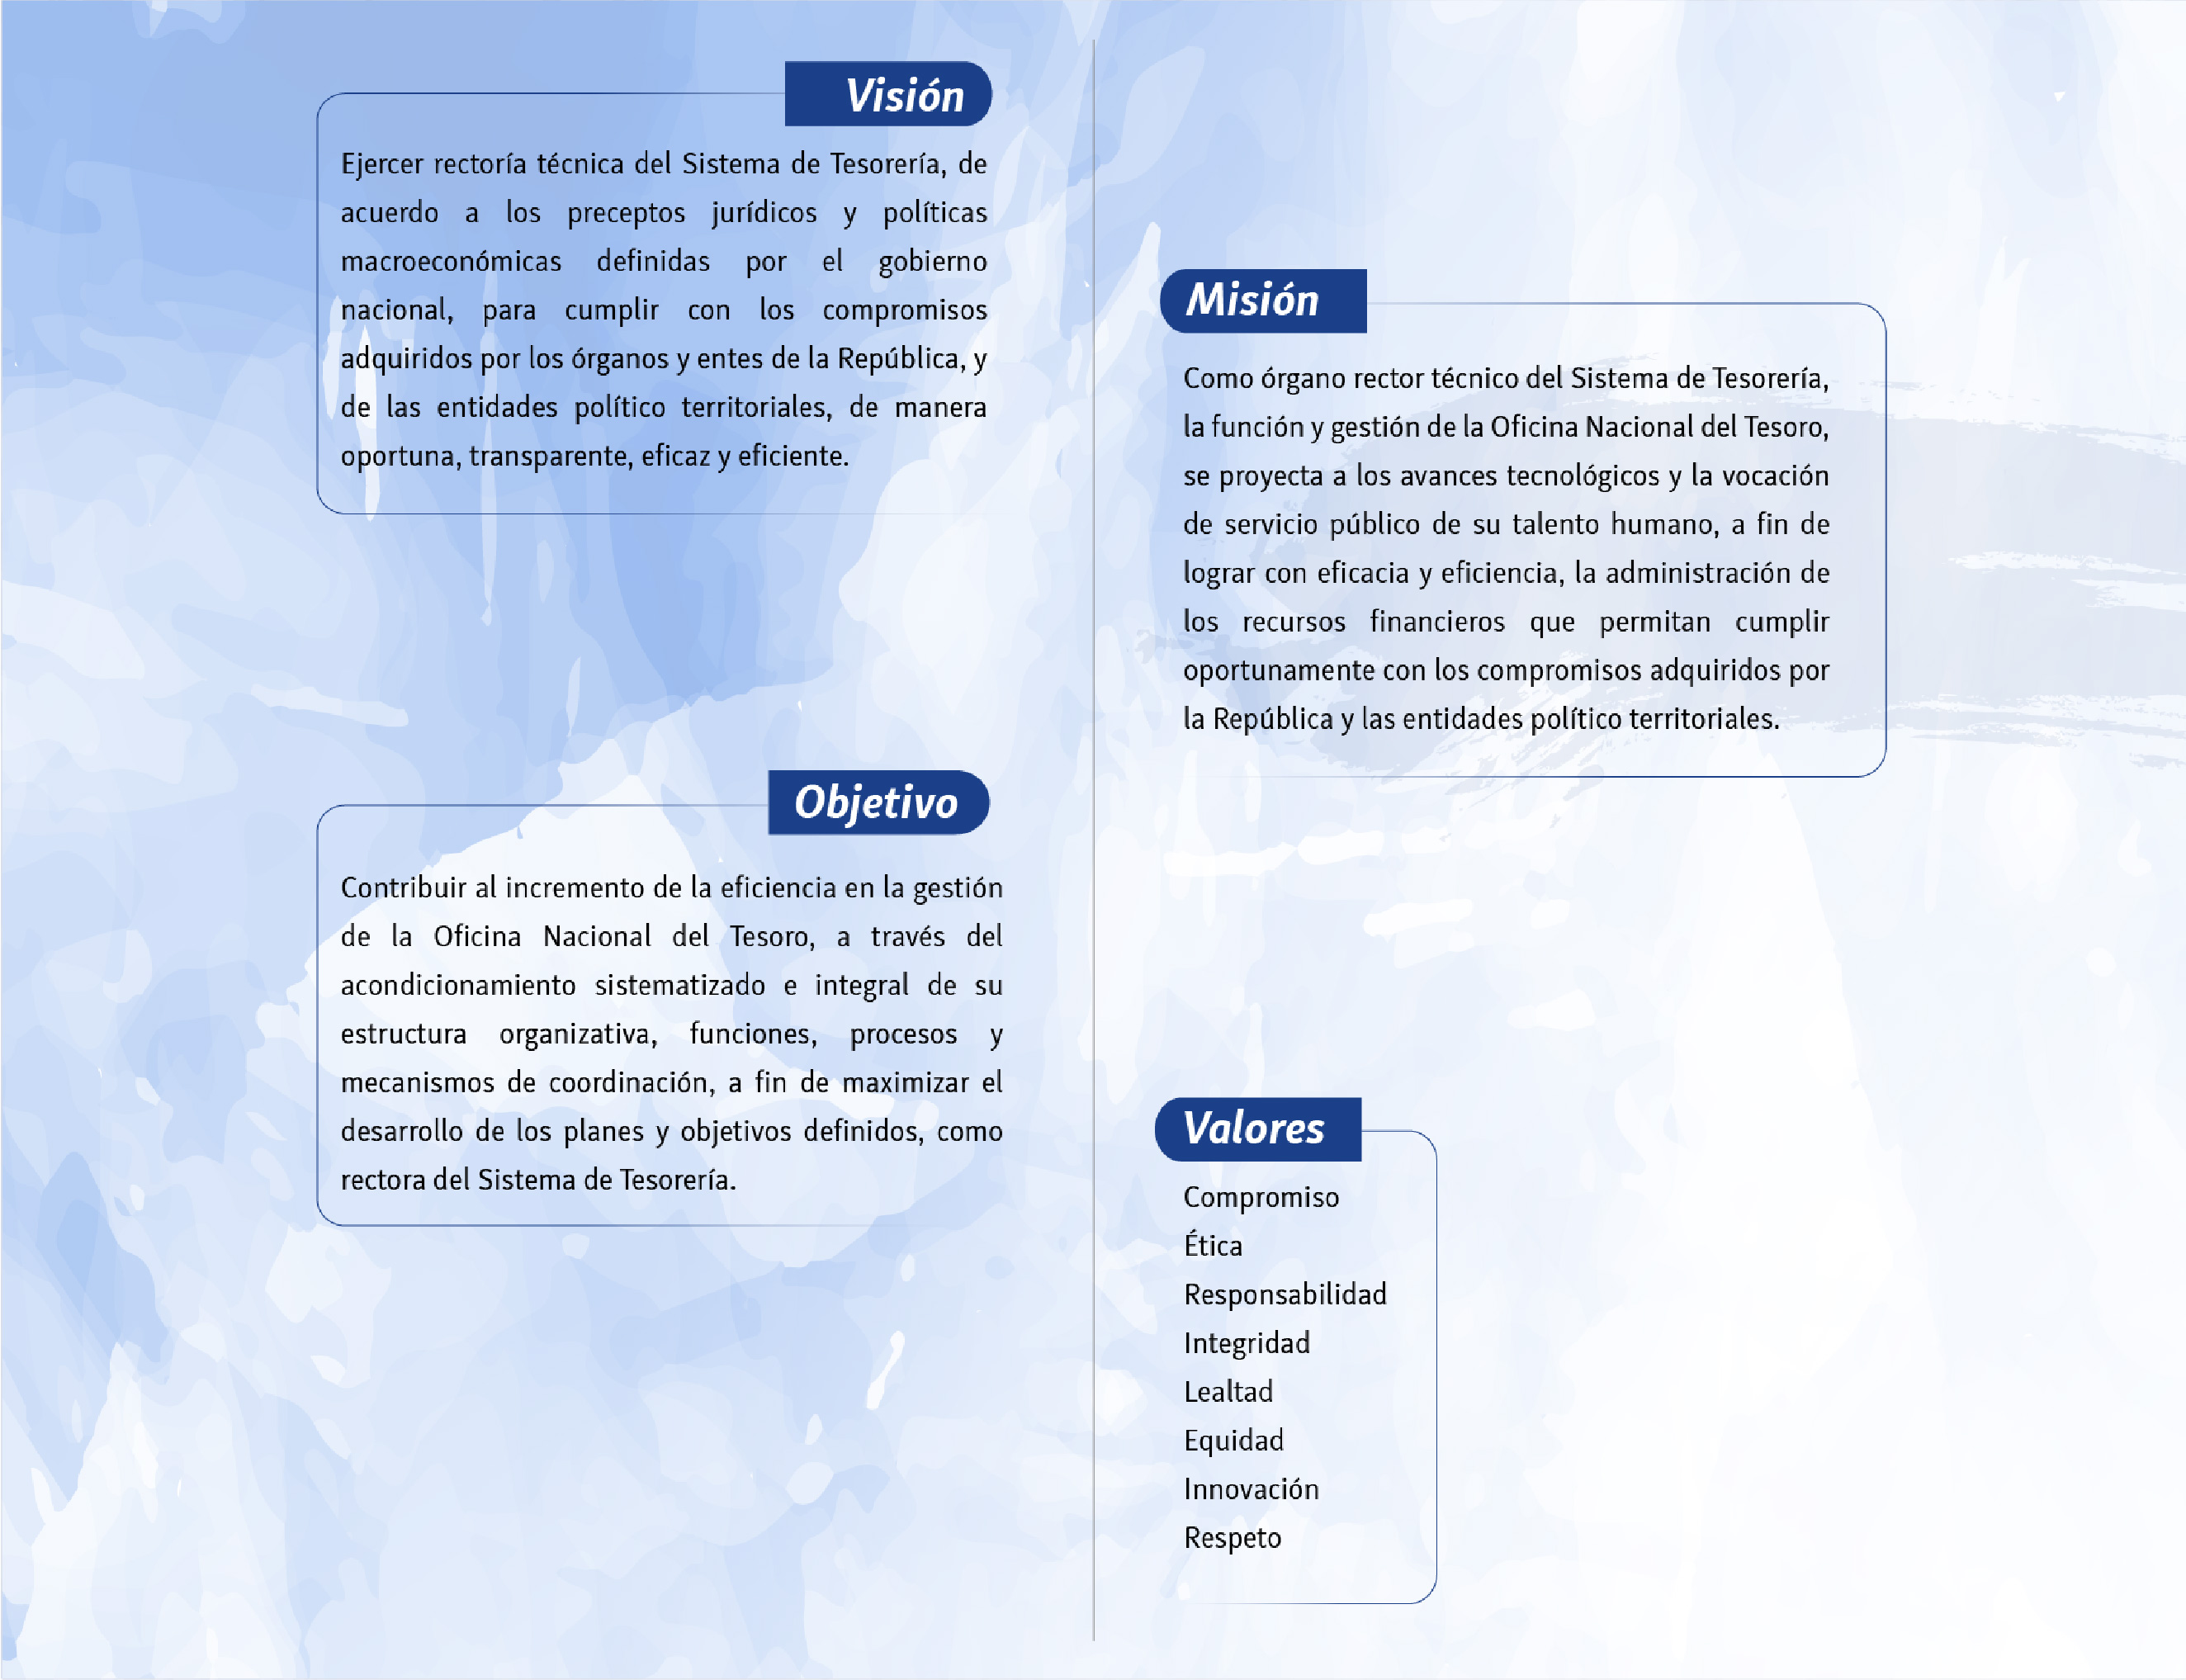 Visión
Ejercer rectoría técnica del Sistema de Tesorería, de
acuerdo a los preceptos jurídicos y políticas
macroeconómicas definidas por el gobierno
nacional, para cumplir con los compromisos
adquiridos por los órganos y entes de la República, y
de las entidades político territoriales, de manera
oportuna, transparente, eficaz y eficiente.
Objetivo
Contribuir al incremento de la eficiencia en la gestión
de la Oficina Nacional del Tesoro, a través del
acondicionamiento sistematizado e integral de su
estructura organizativa, funciones, procesos y
mecanismos de coordinación, a fin de maximizar el
desarrollo de los planes y objetivos definidos, como
rectora del Sistema de Tesorería.
Misión
Como órgano rector técnico del Sistema de Tesorería,
la función y gestión de la Oficina Nacional del Tesoro,
se proyecta a los avances tecnológicos y la vocación
de servicio público de su talento humano, a fin de
lograr con eficacia y eficiencia, la administración de
los recursos financieros que permitan cumplir
oportunamente con los compromisos adquiridos por
la República y las entidades político territoriales.
Valores
Compromiso
Ética
Responsabilidad
Integridad
Lealtad
Equidad
Innovación
Respeto